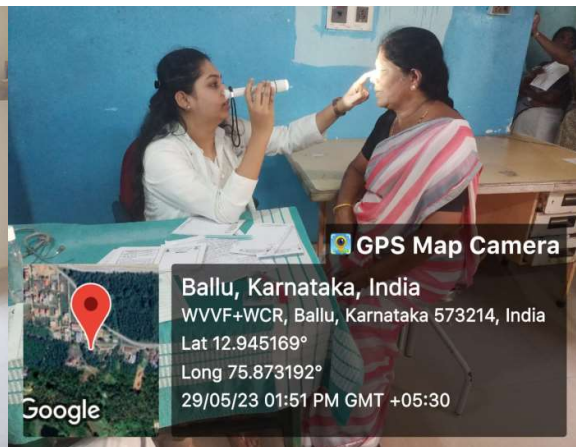 GPS Map Camera
Ballu, Karnataka, India
WVVF+WCR, Ballu, Karnataka 573214, India
Lat 12.945169°
Long 75.873192°
29/05/23 01:51 PM GMT +05:30
Google